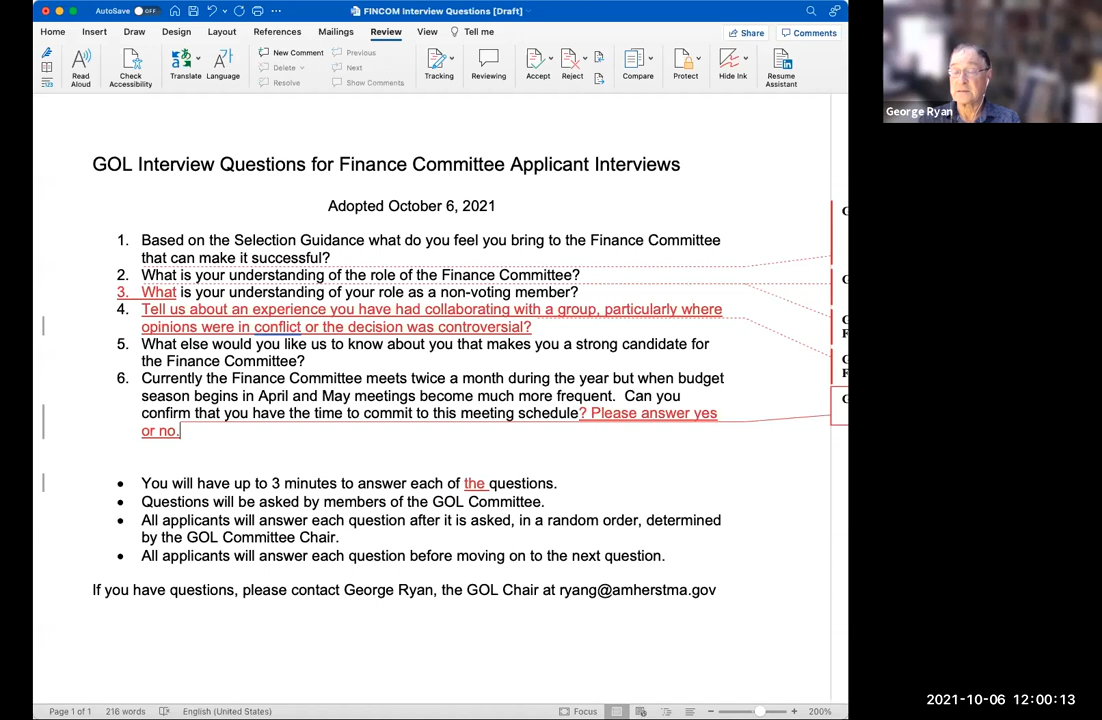 AutoSave OFF FINCOM Interview Questions [Draft]
Home Insert Draw Design Layout References Mailings Review View Tell me Share Comments
Read Aloud Check Accessibility Translate Language New Comment Delete Resolve Previous Next Show Comments Tracking Reviewing Accept Reject Compare Protect Hide Ink Resume Assistant
George Ryan
GOL Interview Questions for Finance Committee Applicant Interviews
Adopted October 6, 2021
1. Based on the Selection Guidance what do you feel you bring to the Finance Committee
that can make it successful?
2. What is your understanding of the role of the Finance Committee?
3. What is your understanding of your role as a non-voting member?
4. Tell us about an experience you have had collaborating with a group, particularly where
opinions were in conflict or the decision was controversial?
5. What else would you like us to know about you that makes you a strong candidate for
the Finance Committee?
6. Currently the Finance Committee meets twice a month during the year but when budget
season begins in April and May meetings become much more frequent. Can you
confirm that you have the time to commit to this meeting schedule? Please answer yes
or no.
• You will have up to 3 minutes to answer each of the questions.
• Questions will be asked by members of the GOL Committee.
• All applicants will answer each question after it is asked, in a random order, determined
by the GOL Committee Chair.
• All applicants will answer each question before moving on to the next question.
If you have questions, please contact George Ryan, the GOL Chair at ryang@amherstma.gov
2021-10-06 12:00:13
Page 1 of 1 216 words English (United States) Focus 200%